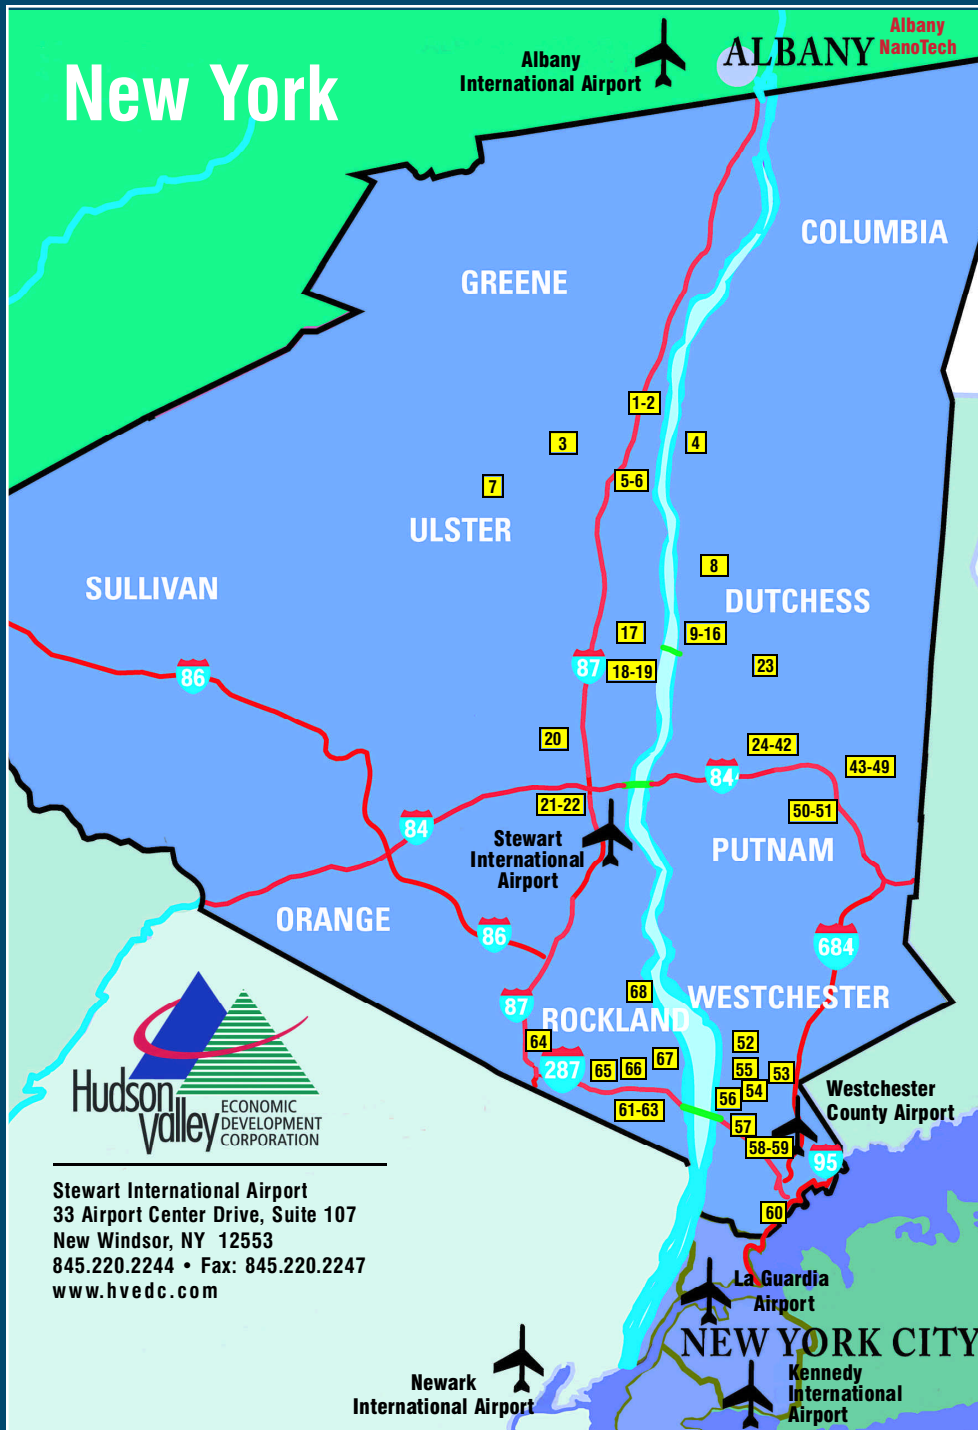 Albany
NanoTech
ALBANY
Albany
International Airport
New York
COLUMBIA
GREENE
1-2
3
4
5-6
7
ULSTER
8
SULLIVAN
DUTCHESS
17
9-16
87
18-19
23
86
20
24-42
43-49
84
21-22
50-51
84
Stewart
International
Airport
PUTNAM
ORANGE
86
684
68
WESTCHESTER
87
ROCKLAND
64
52
287
65
66
67
55
53
54
56
61-63
57
58-59
Westchester
County Airport
95
60
Hudson
Valley
ECONOMIC
DEVELOPMENT
CORPORATION
Stewart International Airport
33 Airport Center Drive, Suite 107
New Windsor, NY 12553
845.220.2244 • Fax: 845.220.2247
www.hvedc.com
La Guardia
Airport
NEW YORK CITY
Kennedy
International
Airport
Newark
International Airport